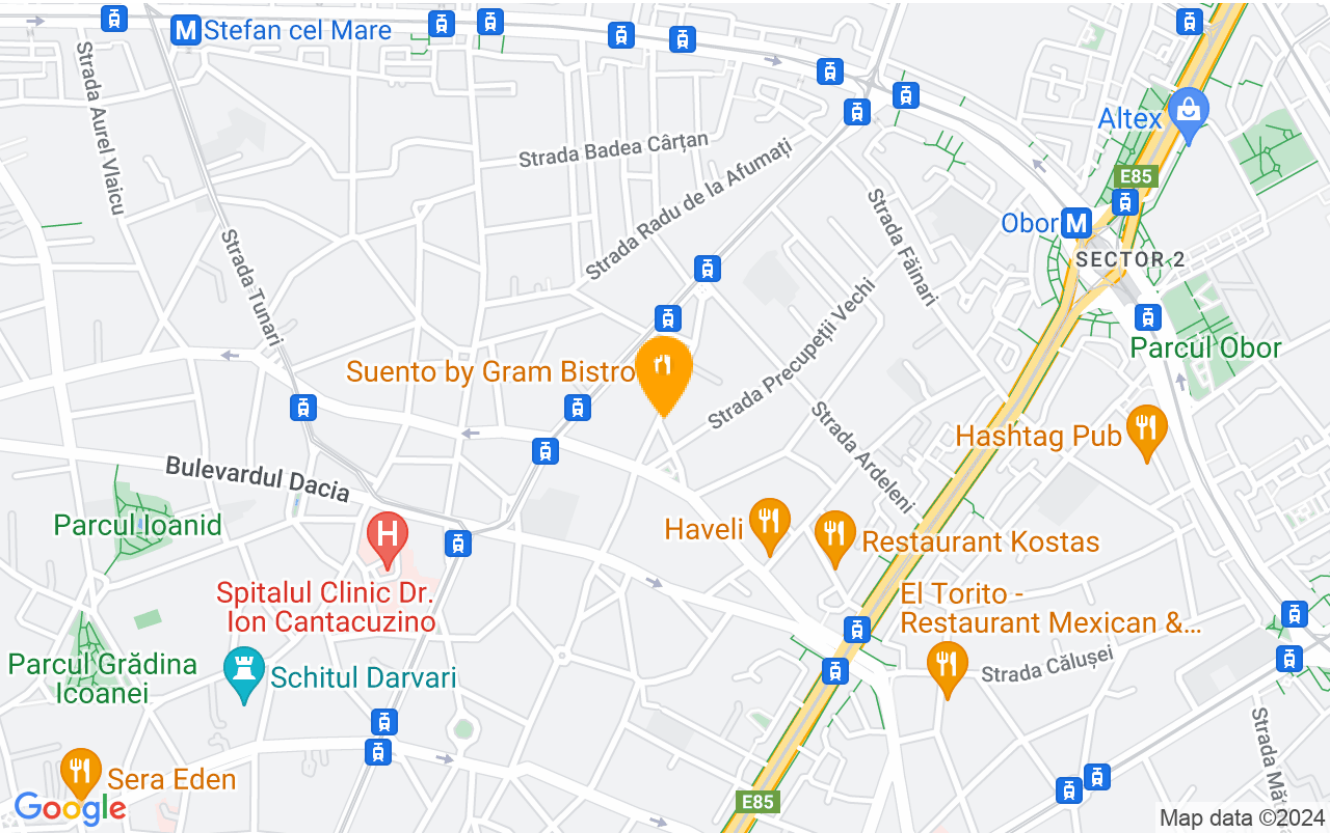 Stefan cel Mare
Strada Aurel Vlaicu
Strada Badea Cârțan
Altex
Strada Radu de la Afumați
E85
Strada Făinari
Obor
SECTOR 2
Strada Tunari
Strada Precupeții Vechi
Parcul Obor
Suento by Gram Bistro
Strada Ardeleni
Hashtag Pub
Bulevardul Dacia
Parcul Ioanid
H
Haveli
Restaurant Kostas
Spitalul Clinic Dr.
Ion Cantacuzino
El Torito -
Restaurant Mexican &...
Parcul Grădina
Icoanei
Schitul Darvari
Strada Călușei
Sera Eden
E85
Google
Map data ©2024